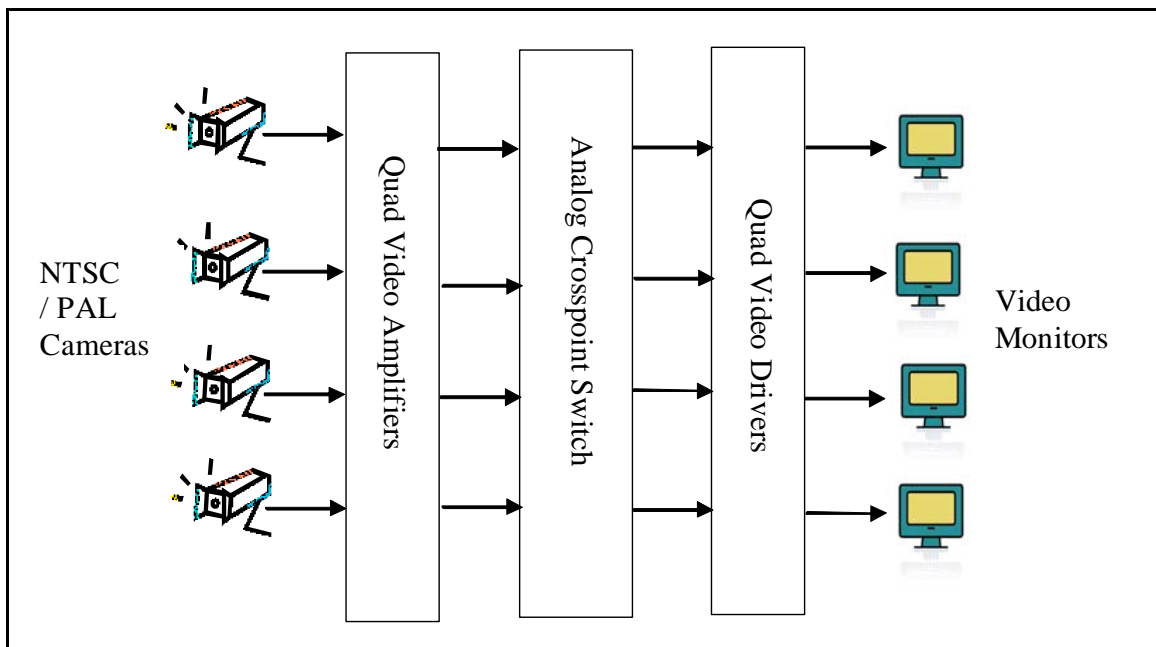 NTSC
/ PAL
Cameras
Quad Video Amplifiers
Analog Crosspoint Switch
Quad Video Drivers
Video
Monitors